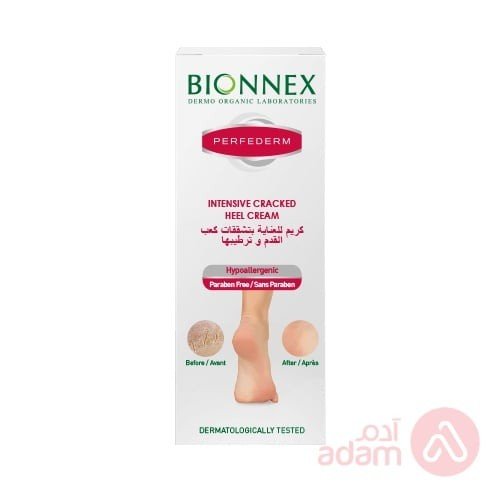 BIONNEX
DERMO ORGANIC LABORATORIES
PERFEDERM
INTENSIVE CRACKED
HEEL CREAM
كريم للعناية بتشققات كعب
القدم و ترطيبها
Hypoallergenic
Paraben Free / Sans Paraben
Before / Avant
After / Après
DERMATOLOGICALLY TESTED
آدم
adam